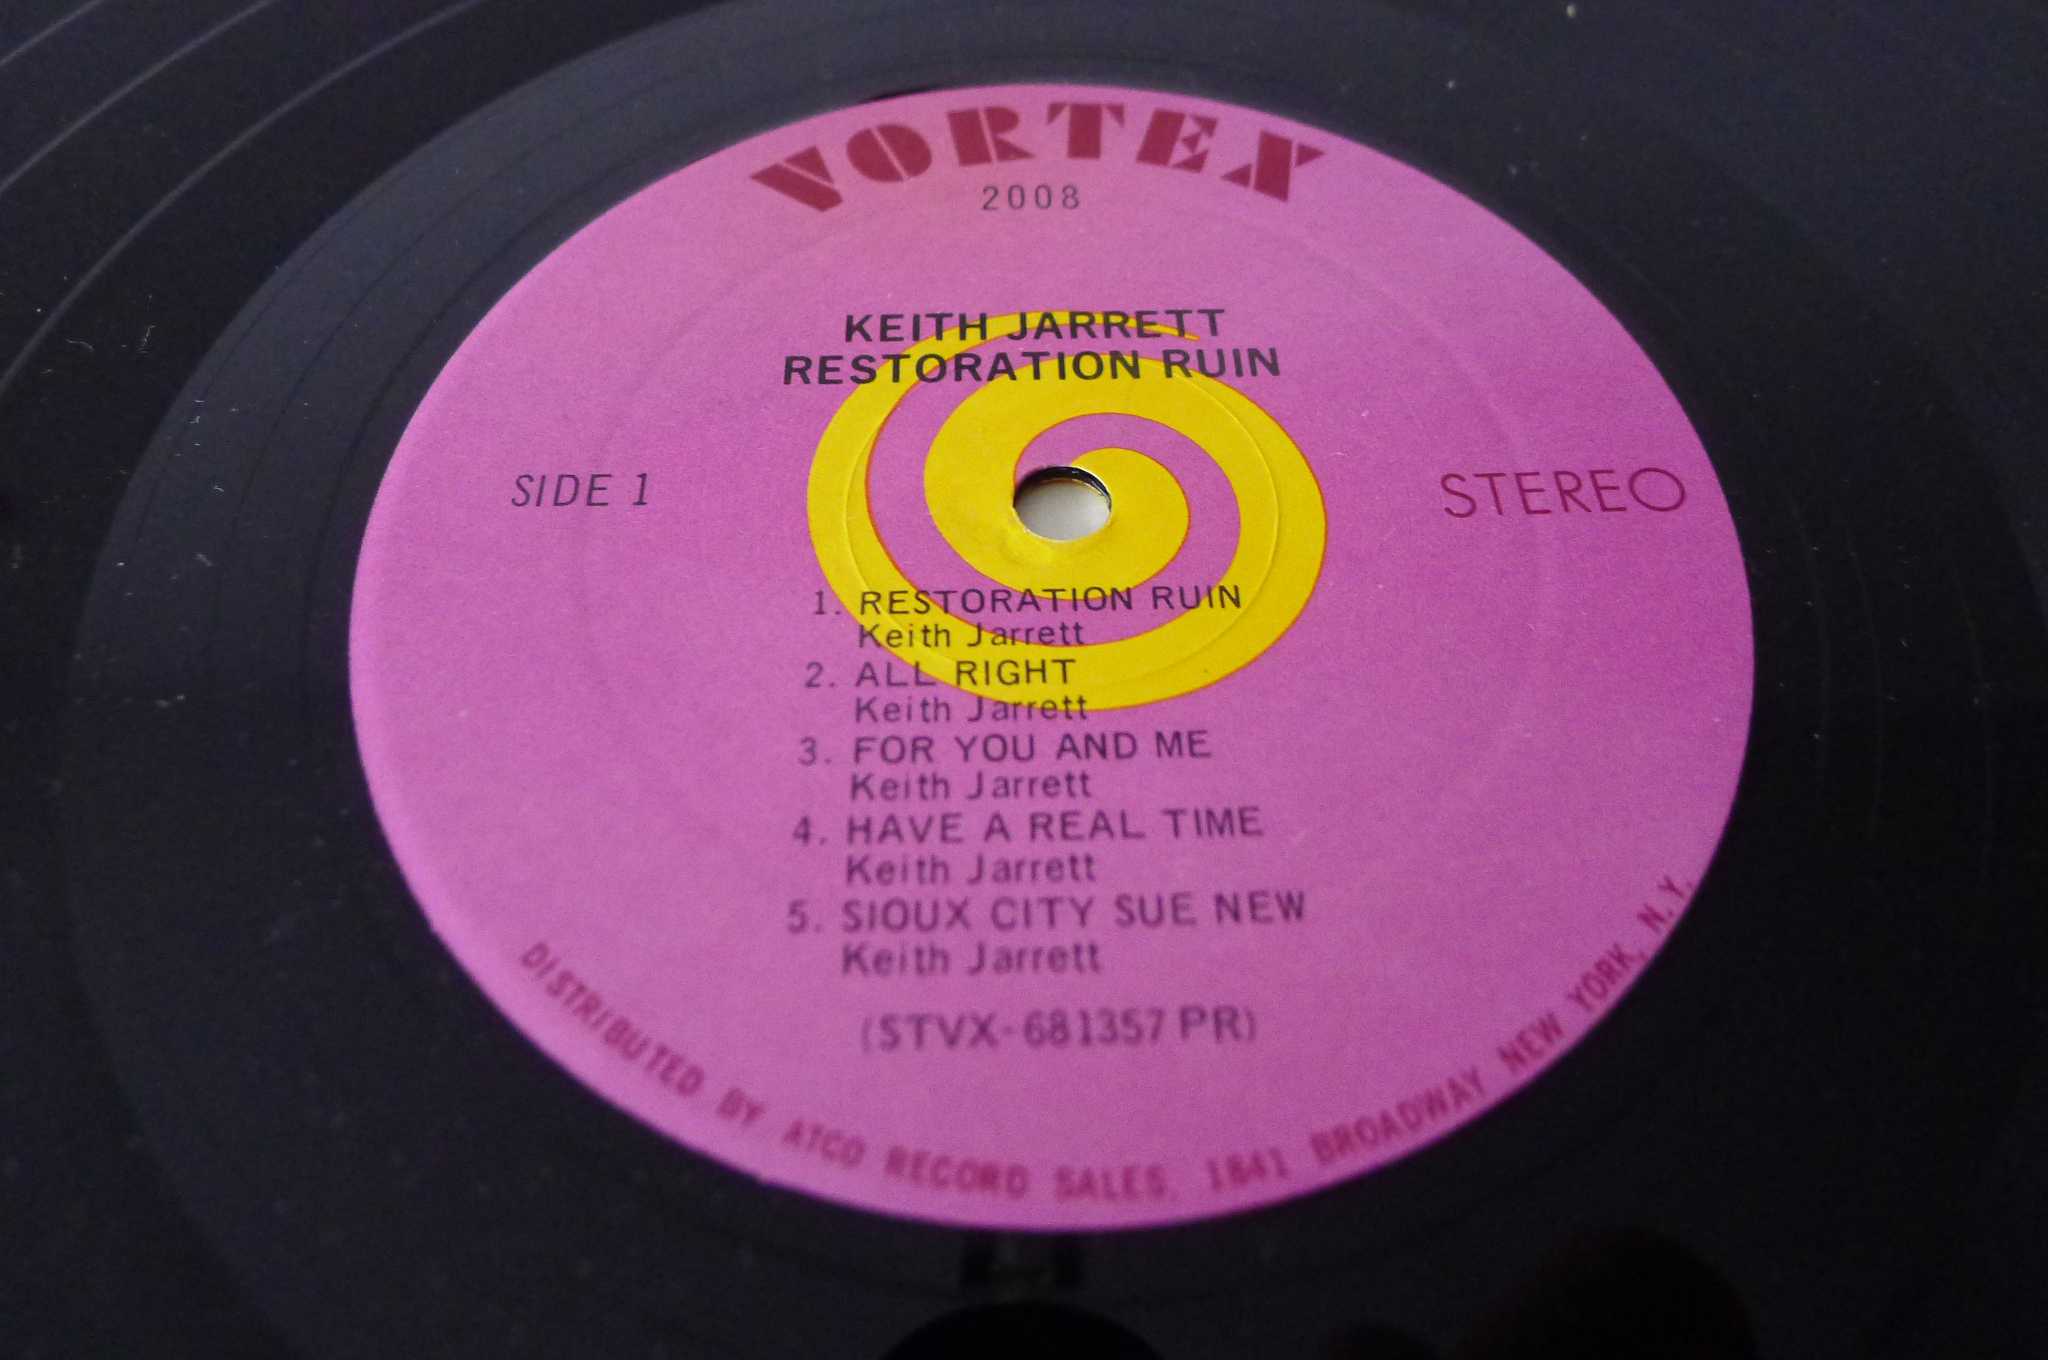 VORTEX
2008
KEITH JARRETT
RESTORATION RUIN
SIDE 1
STEREO
1. RESTORATION RUIN
Keith Jarrett
2. ALL RIGHT
Keith Jarrett
3. FOR YOU AND ME
Keith Jarrett
4. HAVE A REAL TIME
Keith Jarrett
5. SIOUX CITY SUE NEW
Keith Jarrett
(STVX-681357 PR)
DISTRIBUTED BY ATCO RECORD SALES, 1841 BROADWAY NEW YORK, N.Y.